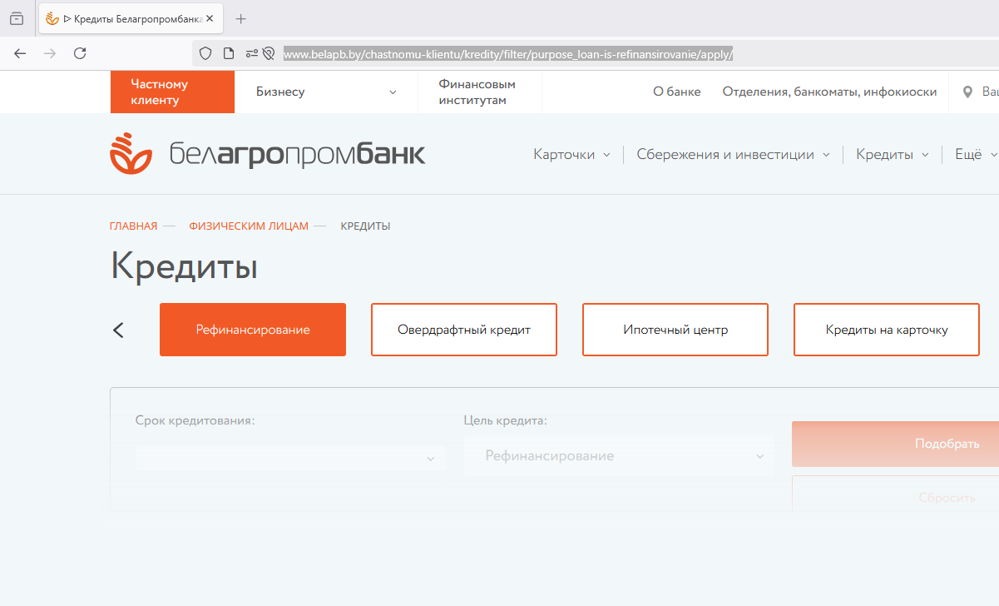 ᐅ Кредиты Белагропромбанка
www.belapb.by/chastnomu-klientu/kredity/filter/purpose_loan-is-refinansirovanie/apply/
Частному
клиенту
Бизнесу
Финансовым
институтам
О банке
Отделения, банкоматы, инфокиоски
Ваш
белагропромбанк
Карточки
Сбережения и инвестиции
Кредиты
Ещё
ГЛАВНАЯ —
ФИЗИЧЕСКИМ ЛИЦАМ —
КРЕДИТЫ
Кредиты
Рефинансирование
Овердрафтный кредит
Ипотечный центр
Кредиты на карточку
Срок кредитования:
Цель кредита:
Рефинансирование
Подобрать
Сбросить